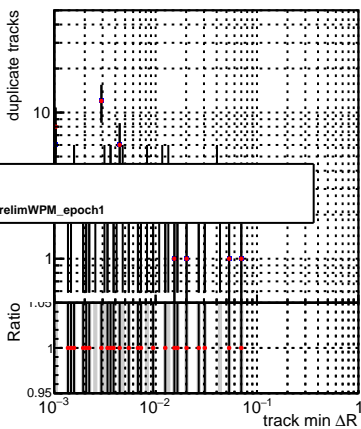 duplicate tracks
10
relimWPM_epoch1
1
Ratio
1.05
1
0.95
10⁻³
10⁻²
10⁻¹
1
track min ΔR